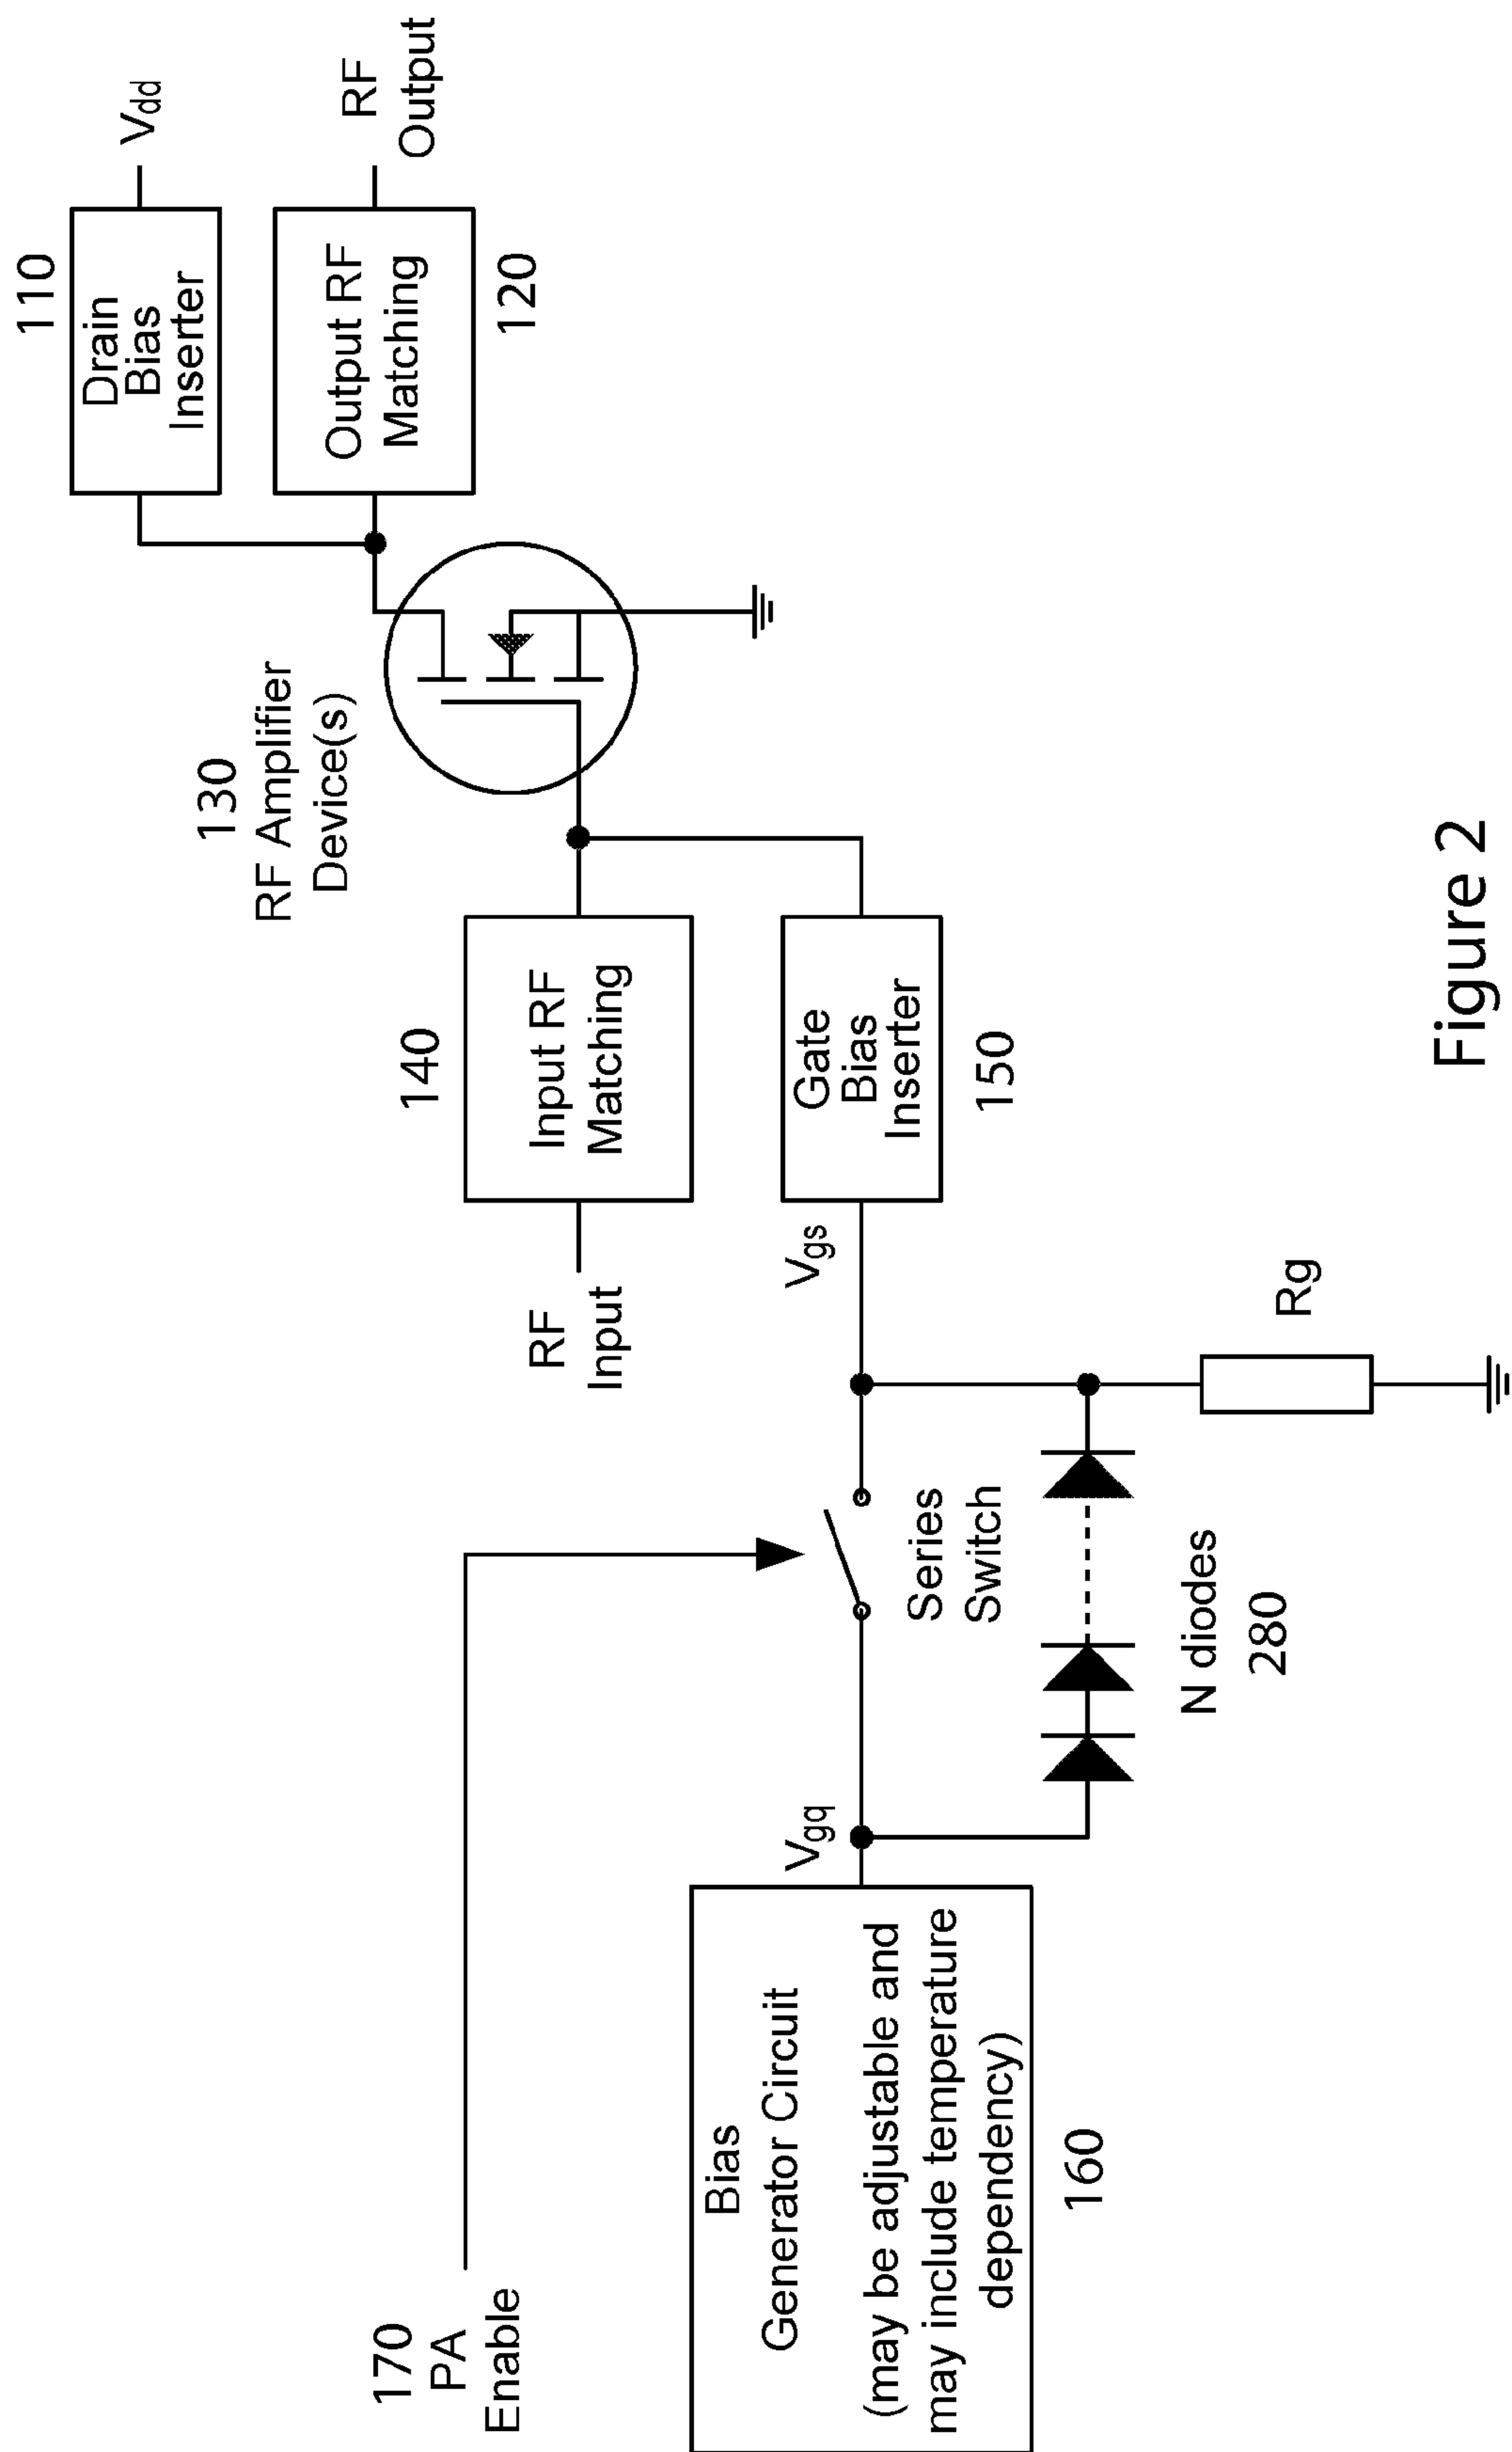 110
Drain
Bias
Inserter
Vdd
Output RF
Matching
120
RF
Output
130
RF Amplifier
Device(s)
140
Input RF
Matching
RF
Input
Gate
Bias
Inserter
150
Vgs
170
PA
Enable
Series
Switch
Vgq
N diodes
280
Rg
Bias
Generator Circuit
(may be adjustable and
may include temperature
dependency)
160
Figure 2